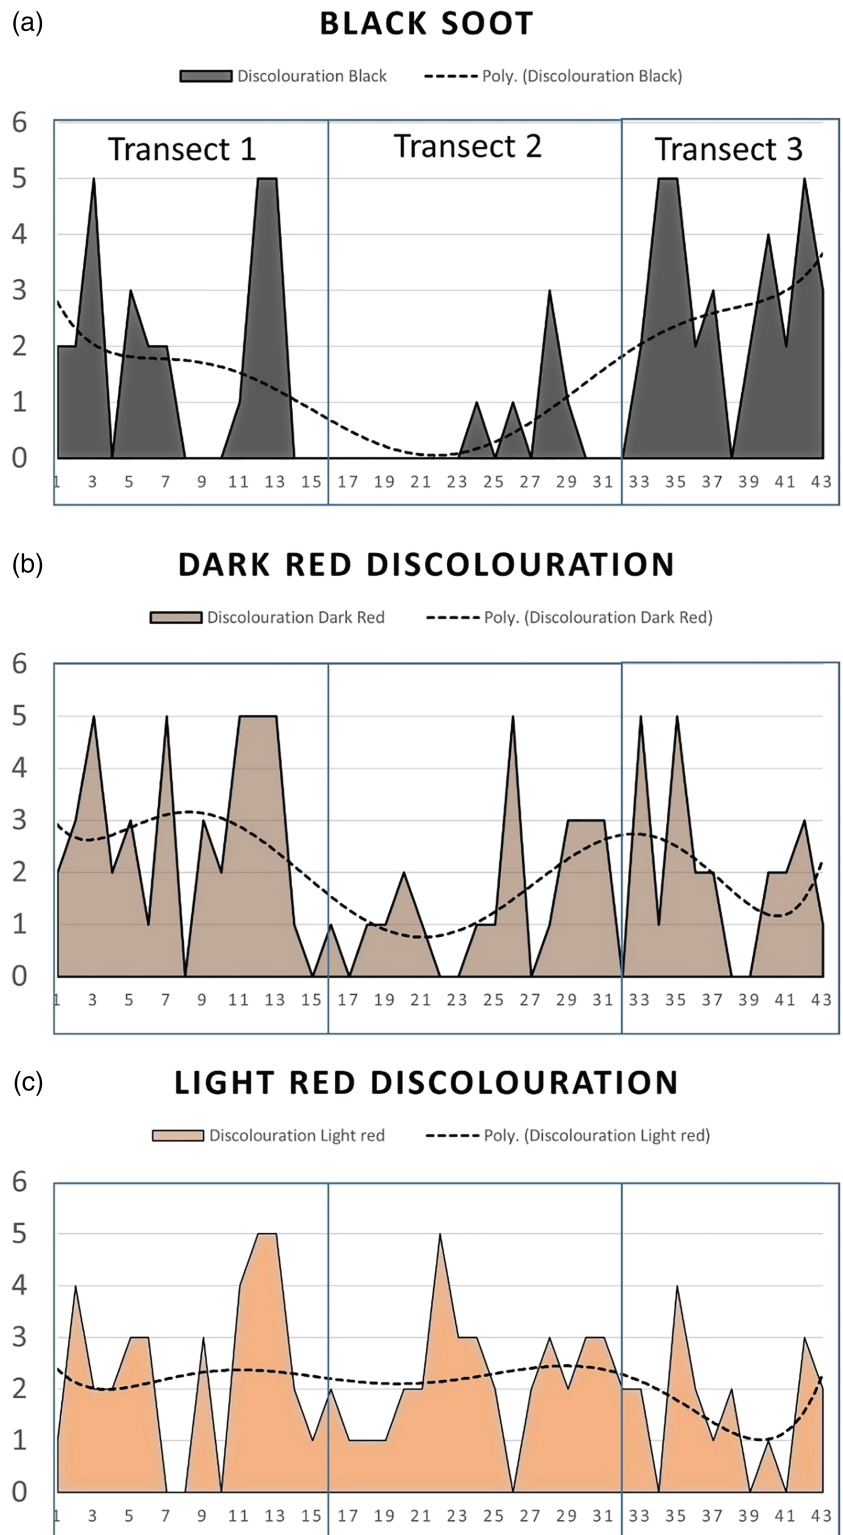 (a)
BLACK SOOT
Discolouration Black Poly. (Discolouration Black)
6
Transect 1 Transect 2 Transect 3
5
4
3
2
1
0
1 3 5 7 9 11 13 15 17 19 21 23 25 27 29 31 33 35 37 39 41 43
(b)
DARK RED DISCOLOURATION
Discolouration Dark Red Poly. (Discolouration Dark Red)
6
5
4
3
2
1
0
1 3 5 7 9 11 13 15 17 19 21 23 25 27 29 31 33 35 37 39 41 43
(c)
LIGHT RED DISCOLOURATION
Discolouration Light red Poly. (Discolouration Light red)
6
5
4
3
2
1
0
1 3 5 7 9 11 13 15 17 19 21 23 25 27 29 31 33 35 37 39 41 43